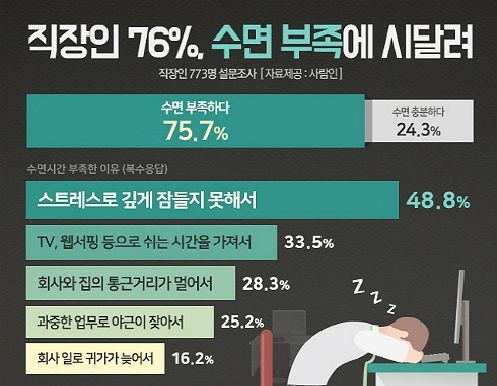 직장인 76%, 수면 부족에 시달려
직장인 773명 설문조사 [ 자료제공 : 사람인 ]
수면 부족하다
75.7%
수면 충분하다
24.3%
수면시간 부족한 이유 (복수응답)
스트레스로 깊게 잠들지 못해서 48.8%
TV, 웹서핑 등으로 쉬는 시간을 가져서 33.5%
회사와 집의 통근거리가 멀어서 28.3%
과중한 업무로 야근이 잦아서 25.2%
회사 일로 귀가가 늦어서 16.2%
Z Z Z